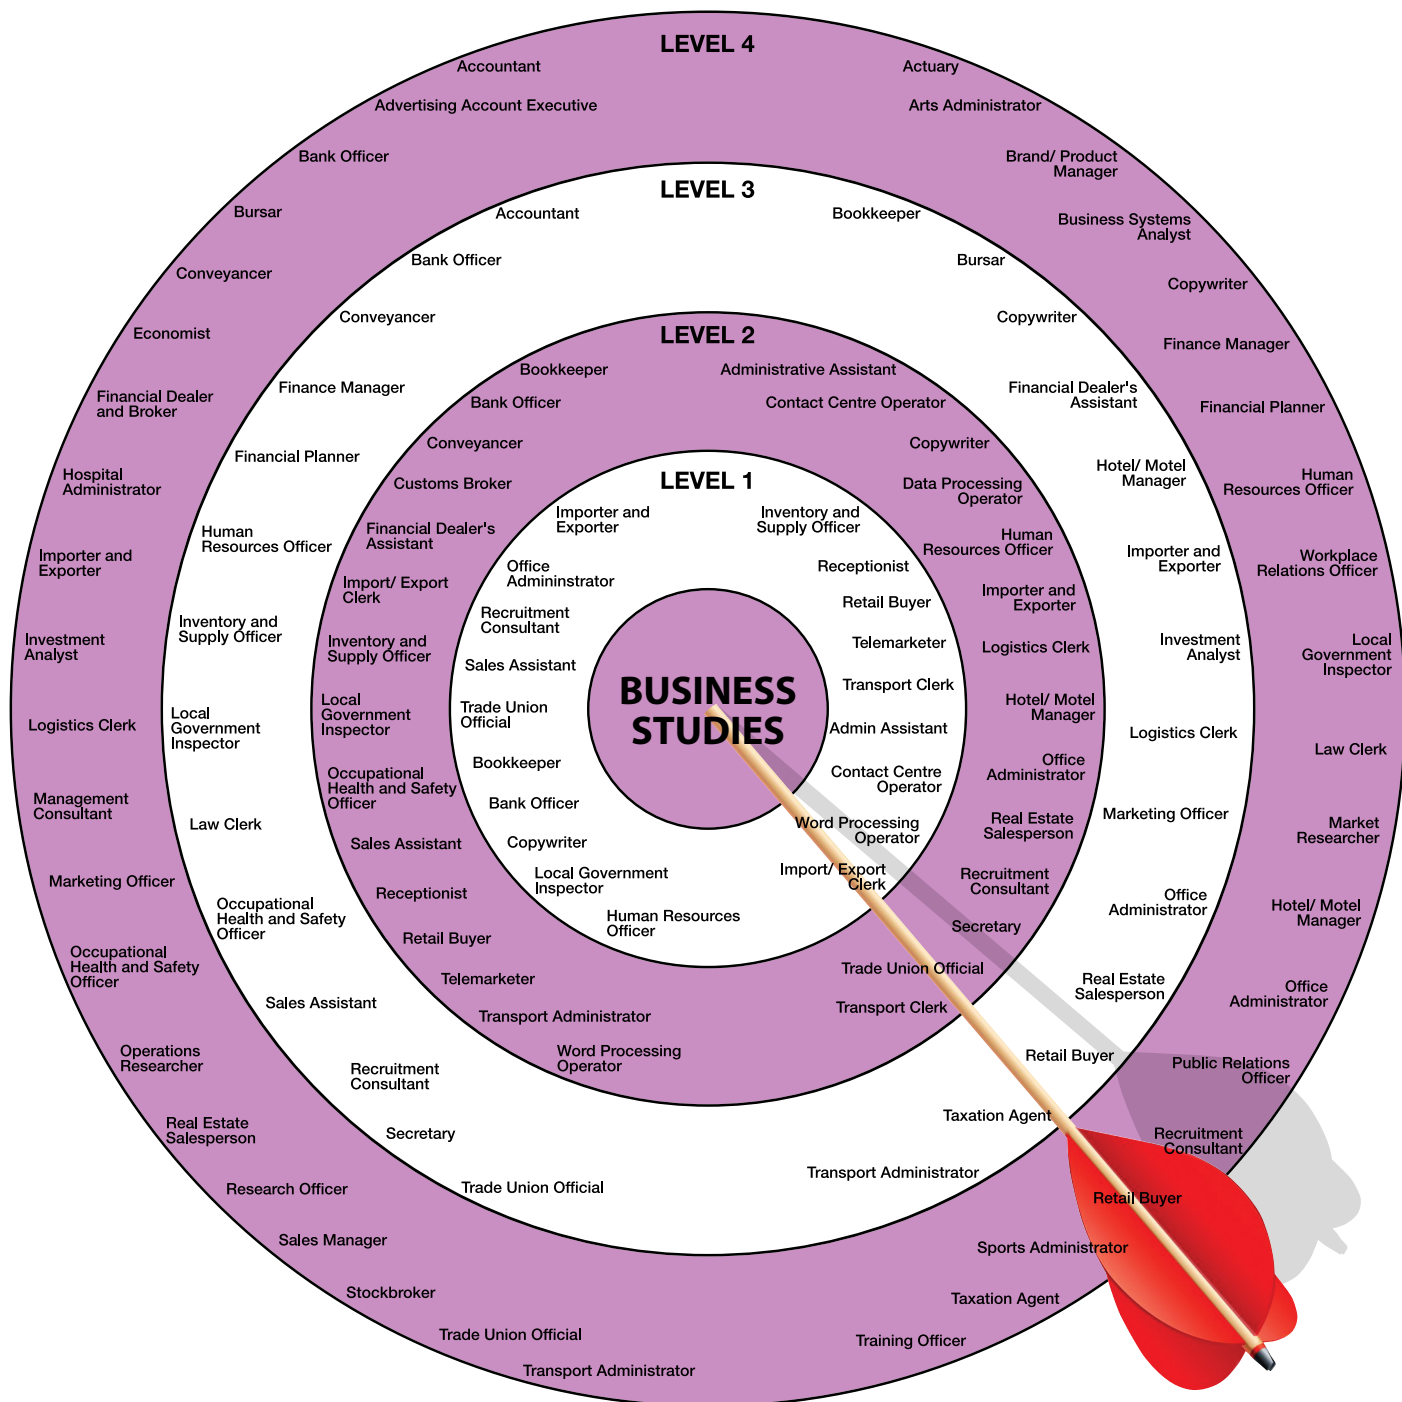 LEVEL 4
Accountant
Actuary
Advertising Account Executive
Arts Administrator
Bank Officer
Brand/ Product
Manager
Bursar
Business Systems
Analyst
Conveyancer
Copywriter
Economist
Finance Manager
Financial Dealer
and Broker
Financial Planner
Hospital
Administrator
Human
Resources Officer
Importer and
Exporter
Workplace
Relations Officer
Investment
Analyst
Local
Government
Inspector
Logistics Clerk
Law Clerk
Management
Consultant
Market
Researcher
Marketing Officer
Hotel/ Motel
Manager
Occupational
Health and Safety
Officer
Office
Administrator
Operations
Researcher
Public Relations
Officer
Real Estate
Salesperson
Recruitment
Consultant
Research Officer
Retail Buyer
Sales Manager
Sports Administrator
Stockbroker
Taxation Agent
Trade Union Official
Training Officer
Transport Administrator
LEVEL 3
Accountant
Bookkeeper
Bank Officer
Bursar
Conveyancer
Copywriter
Finance Manager
Financial Dealer's
Assistant
Financial Planner
Hotel/ Motel
Manager
Human
Resources Officer
Importer and
Exporter
Inventory and
Supply Officer
Investment
Analyst
Local
Government
Inspector
Logistics Clerk
Law Clerk
Marketing Officer
Occupational
Health and Safety
Officer
Office
Administrator
Sales Assistant
Real Estate
Salesperson
Recruitment
Consultant
Retail Buyer
Secretary
Taxation Agent
Trade Union Official
Transport Administrator
LEVEL 2
Bookkeeper
Administrative Assistant
Bank Officer
Contact Centre Operator
Conveyancer
Copywriter
Customs Broker
Data Processing
Operator
Financial Dealer's
Assistant
Human
Resources Officer
Import/ Export
Clerk
Importer and
Exporter
Inventory and
Supply Officer
Logistics Clerk
Local
Government
Inspector
Hotel/ Motel
Manager
Occupational
Health and Safety
Officer
Office
Administrator
Sales Assistant
Real Estate
Salesperson
Receptionist
Recruitment
Consultant
Retail Buyer
Secretary
Telemarketer
Trade Union Official
Transport Administrator
Transport Clerk
Word Processing
Operator
LEVEL 1
Importer and
Exporter
Inventory and
Supply Officer
Office
Admininstrator
Receptionist
Recruitment
Consultant
Retail Buyer
Sales Assistant
Telemarketer
Trade Union
Official
Transport Clerk
Bookkeeper
Admin Assistant
Bank Officer
Contact Centre
Operator
Copywriter
Word Processing
Operator
Local Government
Inspector
Import/ Export
Clerk
Human Resources
Officer
BUSINESS
STUDIES